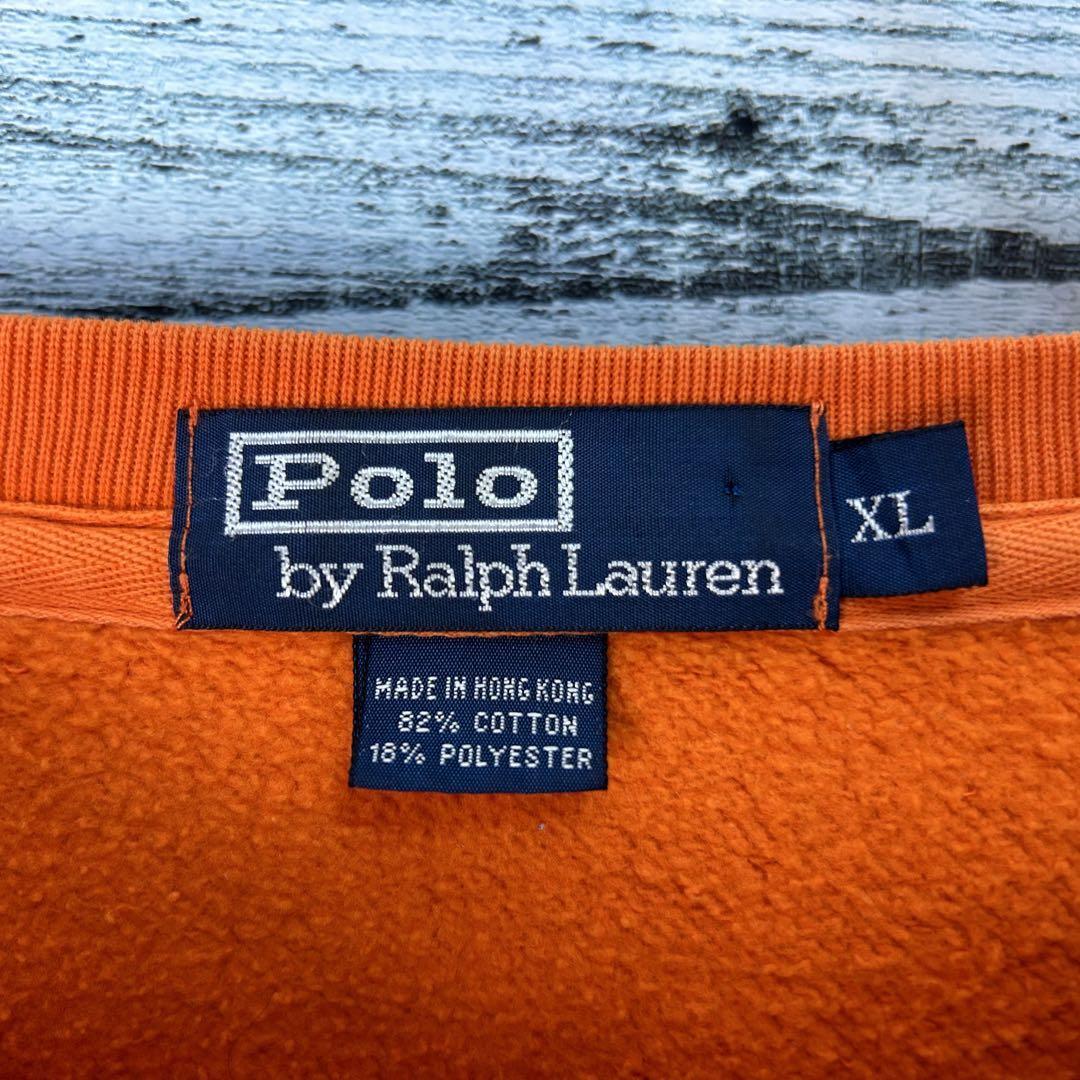 Polo
by Ralph Lauren
XL
MADE IN HONG KONG
82% COTTON
18% POLYESTER